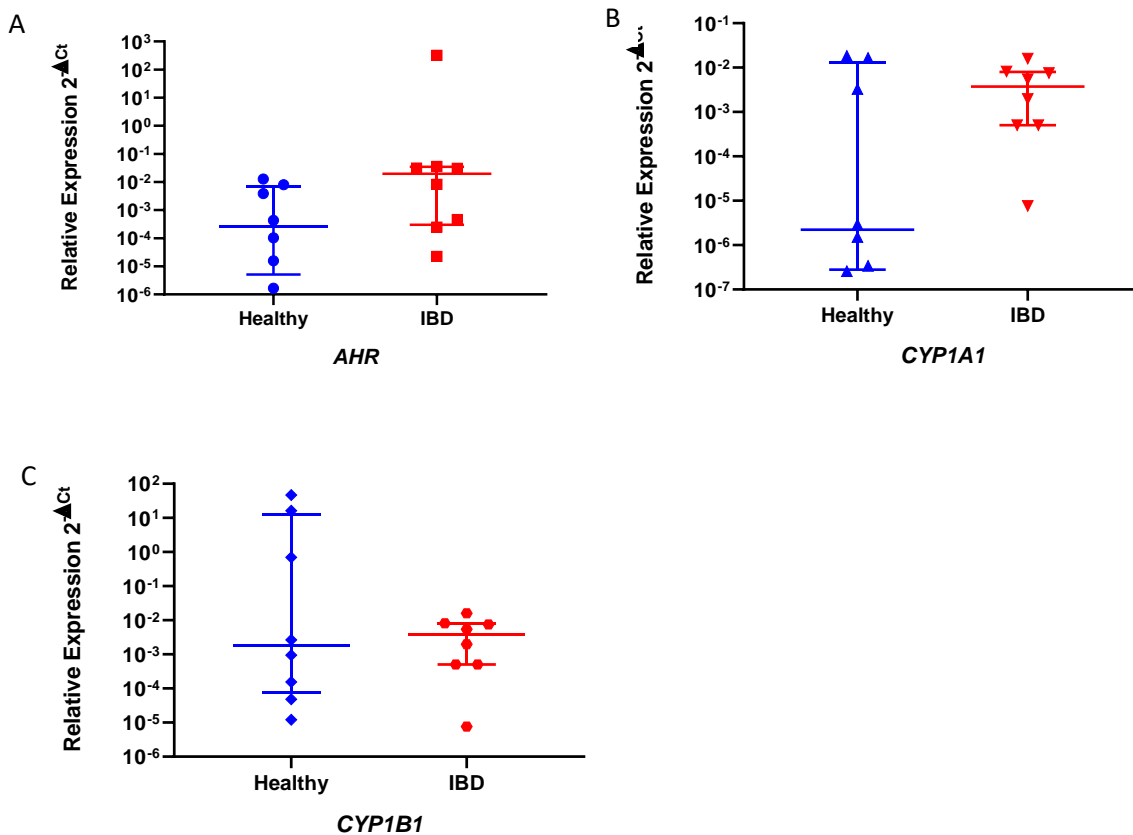 A
Relative Expression 2-▲Ct
10³
10²
10¹
10⁰
10⁻¹
10⁻²
10⁻³
10⁻⁴
10⁻⁵
10⁻⁶
Healthy IBD
AHR
B
Relative Expression 2-▲Ct
10⁻¹
10⁻²
10⁻³
10⁻⁴
10⁻⁵
10⁻⁶
10⁻⁷
Healthy IBD
CYP1A1
C
Relative Expression 2-▲Ct
10²
10¹
10⁰
10⁻¹
10⁻²
10⁻³
10⁻⁴
10⁻⁵
10⁻⁶
Healthy IBD
CYP1B1